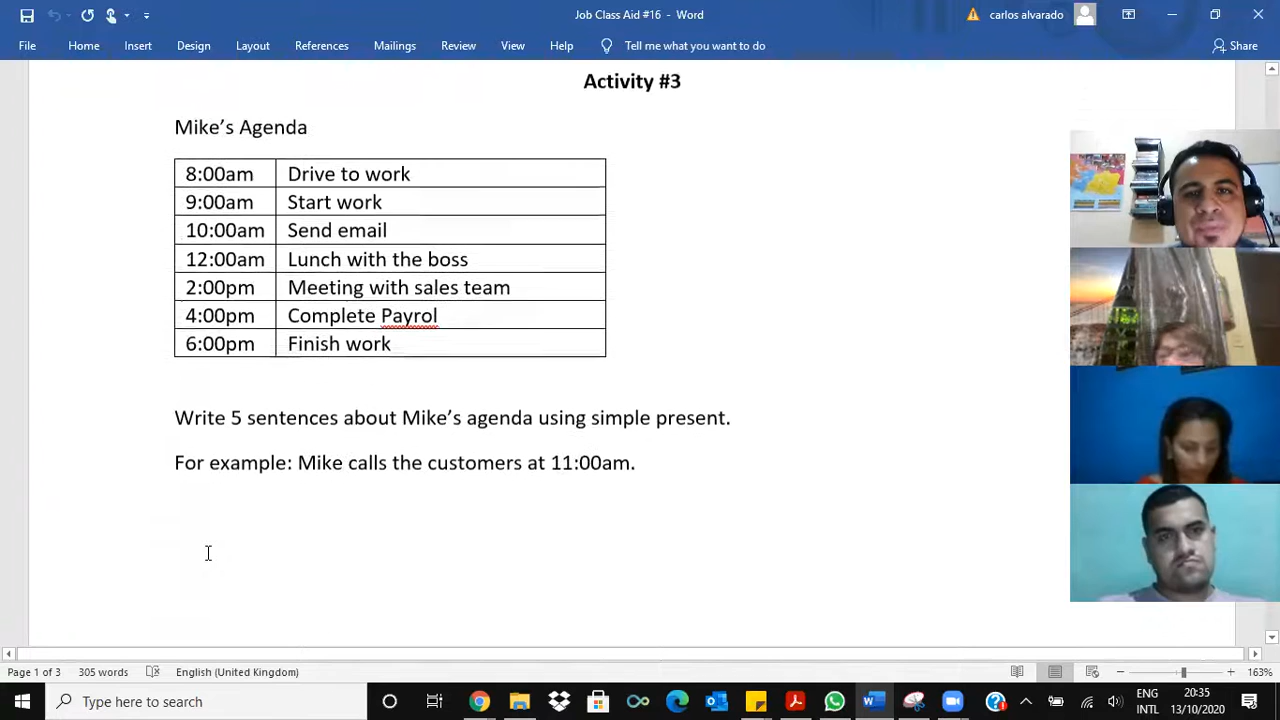 Job Class Aid #16 - Word
carlos alvarado
File Home Insert Design Layout References Mailings Review View Help Tell me what you want to do Share
Activity #3
Mike's Agenda
8:00am Drive to work
9:00am Start work
10:00am Send email
12:00am Lunch with the boss
2:00pm Meeting with sales team
4:00pm Complete Payrol
6:00pm Finish work
Write 5 sentences about Mike's agenda using simple present.
For example: Mike calls the customers at 11:00am.
Page 1 of 3 305 words English (United Kingdom) 163%
Type here to search
ENG 20:35
INTL 13/10/2020